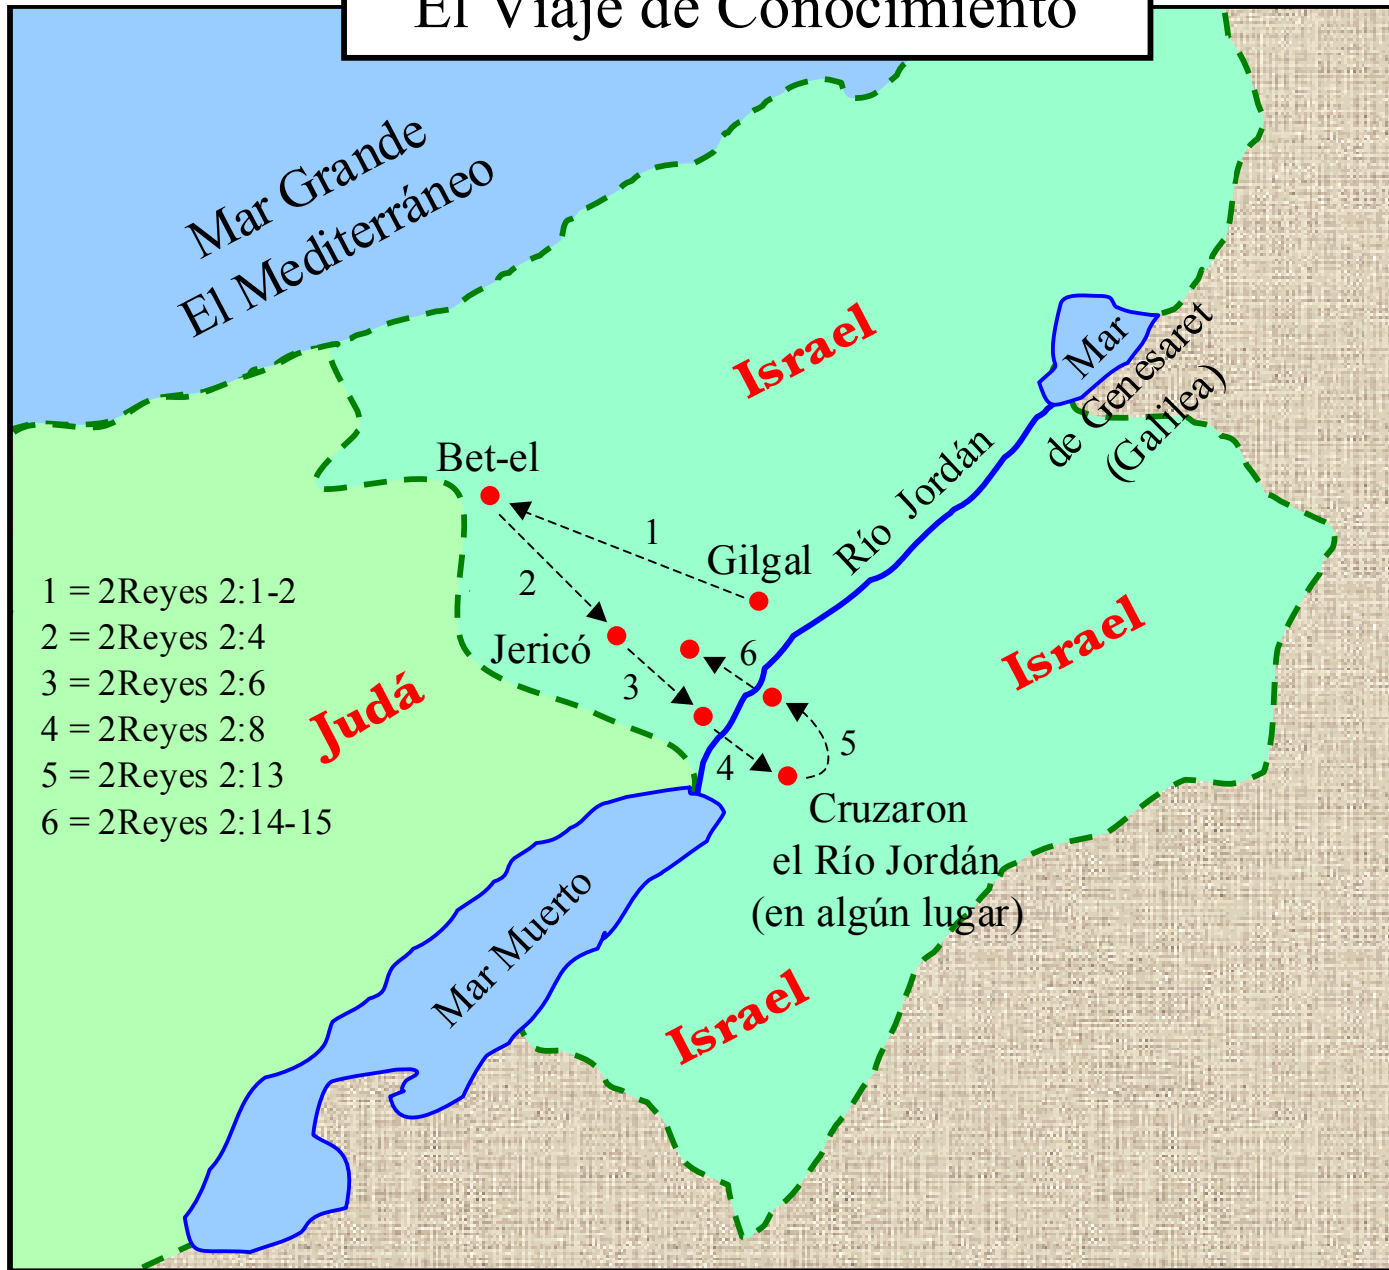 El Viaje de Conocimiento
Mar Grande
El Mediterráneo
Israel
Mar
de Genesaret
(Galilea)
Río Jordán
Bet-el
1
Gilgal
2
1 = 2Reyes 2:1-2
2 = 2Reyes 2:4
3 = 2Reyes 2:6
4 = 2Reyes 2:8
5 = 2Reyes 2:13
6 = 2Reyes 2:14-15
Jericó
6
Israel
3
Judá
4
5
Cruzaron
el Río Jordán
(en algún lugar)
Mar Muerto
Israel